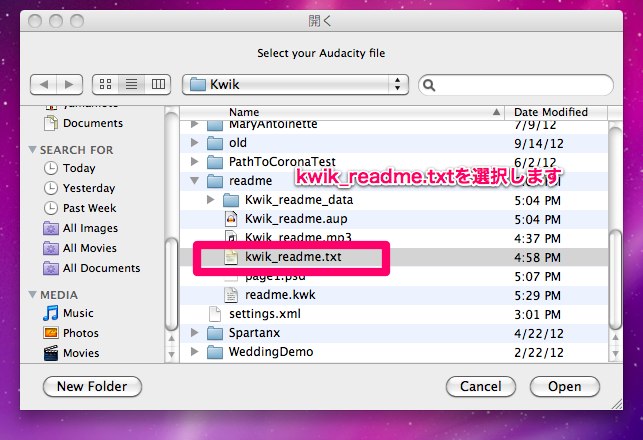 開く
Select your Audacity file
Kwik
Name
Date Modified
yamamoto
Documents
SEARCH FOR
Today
Yesterday
Past Week
All Images
All Movies
All Documents
MEDIA
Music
Photos
Movies
MaryAntoinette 7/9/12
old 9/14/12
PathToCoronaTest 6/2/12
readme
kwik_readme.txtを選択します
Kwik_readme_data 5:04 PM
Kwik_readme.aup 5:04 PM
Kwik_readme.mp3 4:37 PM
kwik_readme.txt 4:58 PM
page1.psd 5:07 PM
readme.kwk 5:29 PM
settings.xml 3:01 PM
Spartanx 4/22/12
WeddingDemo 2/22/12
New Folder
Cancel
Open